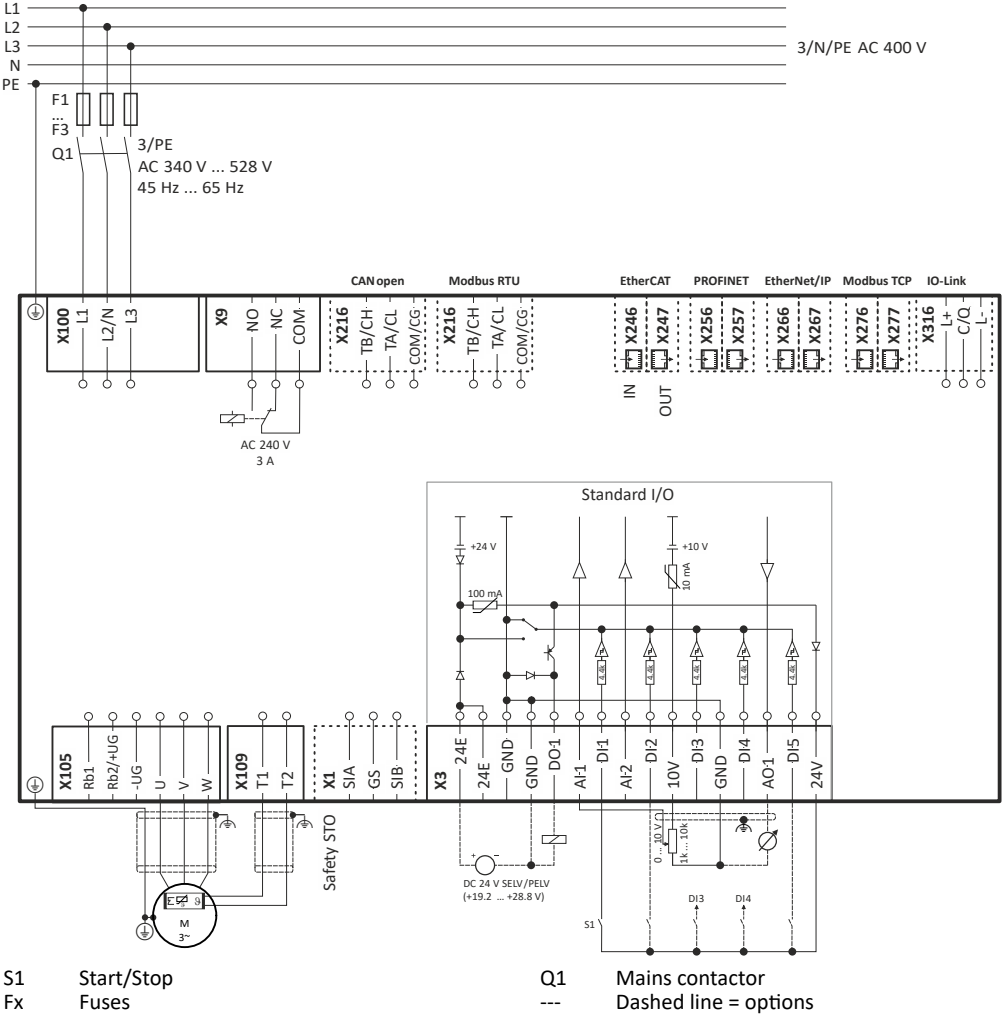 L1
L2
L3
N
PE
3/N/PE AC 400 V
F1
...
F3
Q1
3/PE
AC 340 V ... 528 V
45 Hz ... 65 Hz
CANopen
Modbus RTU
EtherCAT
PROFINET
EtherNet/IP
Modbus TCP
IO-Link
X100
L1
L2/N
L3
X9
NO
NC
COM
X216
TB/CH
TA/CL
COM/CG
X216
TB/CH
TA/CL
COM/CG
X246
X247
X256
X257
X266
X267
X276
X277
X316
L+
C/Q
L-
IN
OUT
AC 240 V
3 A
Standard I/O
+24 V
+10 V
10 mA
100 mA
4.4k
4.4k
4.4k
4.4k
4.4k
X105
Rb1
Rb2/+UG
-UG
U
V
W
X109
T1
T2
X1
SIA
GS
SIB
X3
24E
24E
GND
GND
DO1
AI1
DI1
AI2
DI2
10V
DI3
GND
DI4
AO1
DI5
24V
Safety STO
+
–
DC 24 V SELV/PELV
(+19.2 ... +28.8 V)
0 ... 10 V
1k ... 10k
ϑ
M
3~
S1
DI3
DI4
S1 Start/Stop
Fx Fuses
Q1 Mains contactor
--- Dashed line = options